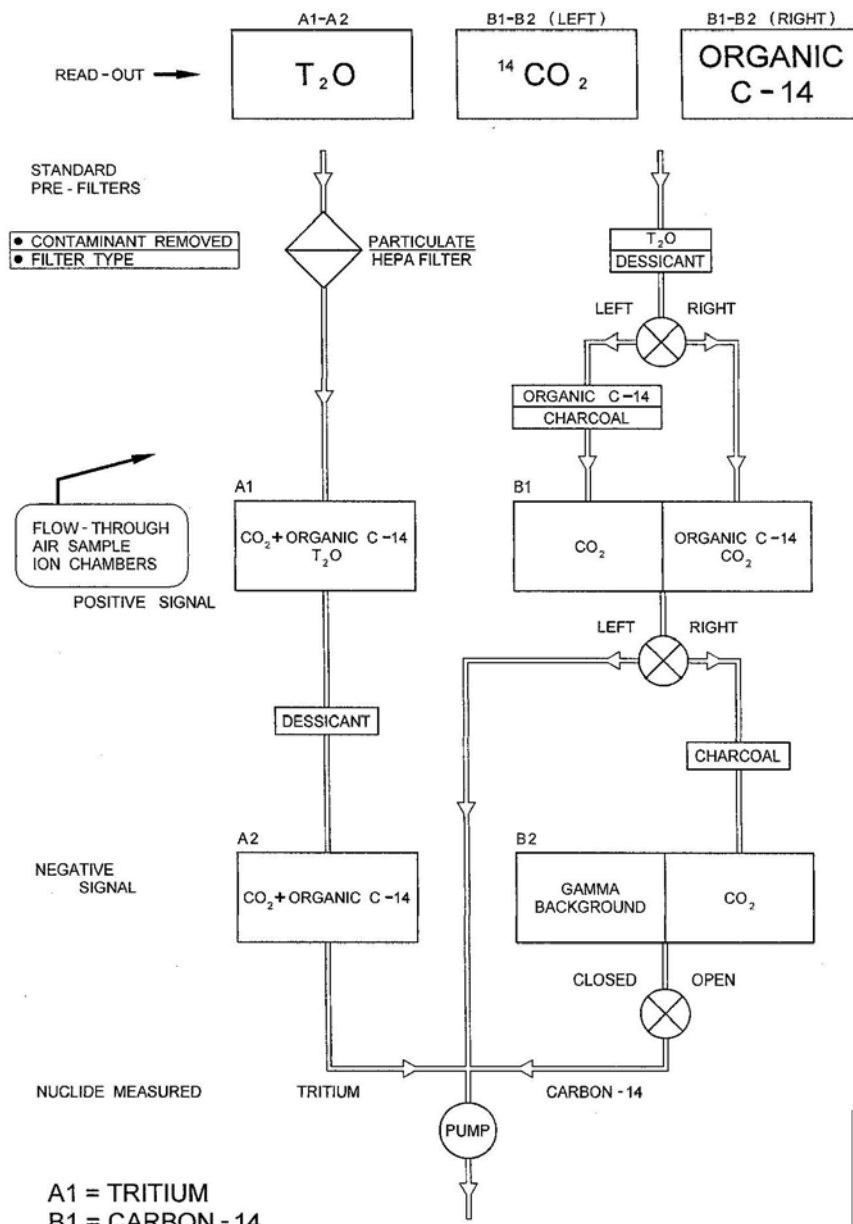 A1-A2
B1-B2 (LEFT)
B1-B2 (RIGHT)
READ-OUT
T₂O
¹⁴CO₂
ORGANIC
C-14
STANDARD
PRE-FILTERS
• CONTAMINANT REMOVED
• FILTER TYPE
PARTICULATE
HEPA FILTER
T₂O
DESSICANT
LEFT
RIGHT
ORGANIC C-14
CHARCOAL
A1
B1
FLOW-THROUGH
AIR SAMPLE
ION CHAMBERS
CO₂+ORGANIC C-14
T₂O
CO₂
ORGANIC C-14
CO₂
POSITIVE SIGNAL
LEFT
RIGHT
DESSICANT
CHARCOAL
A2
B2
NEGATIVE
SIGNAL
CO₂+ORGANIC C-14
GAMMA
BACKGROUND
CO₂
CLOSED
OPEN
NUCLIDE MEASURED
TRITIUM
CARBON-14
PUMP
A1 = TRITIUM
B1 = CARBON-14